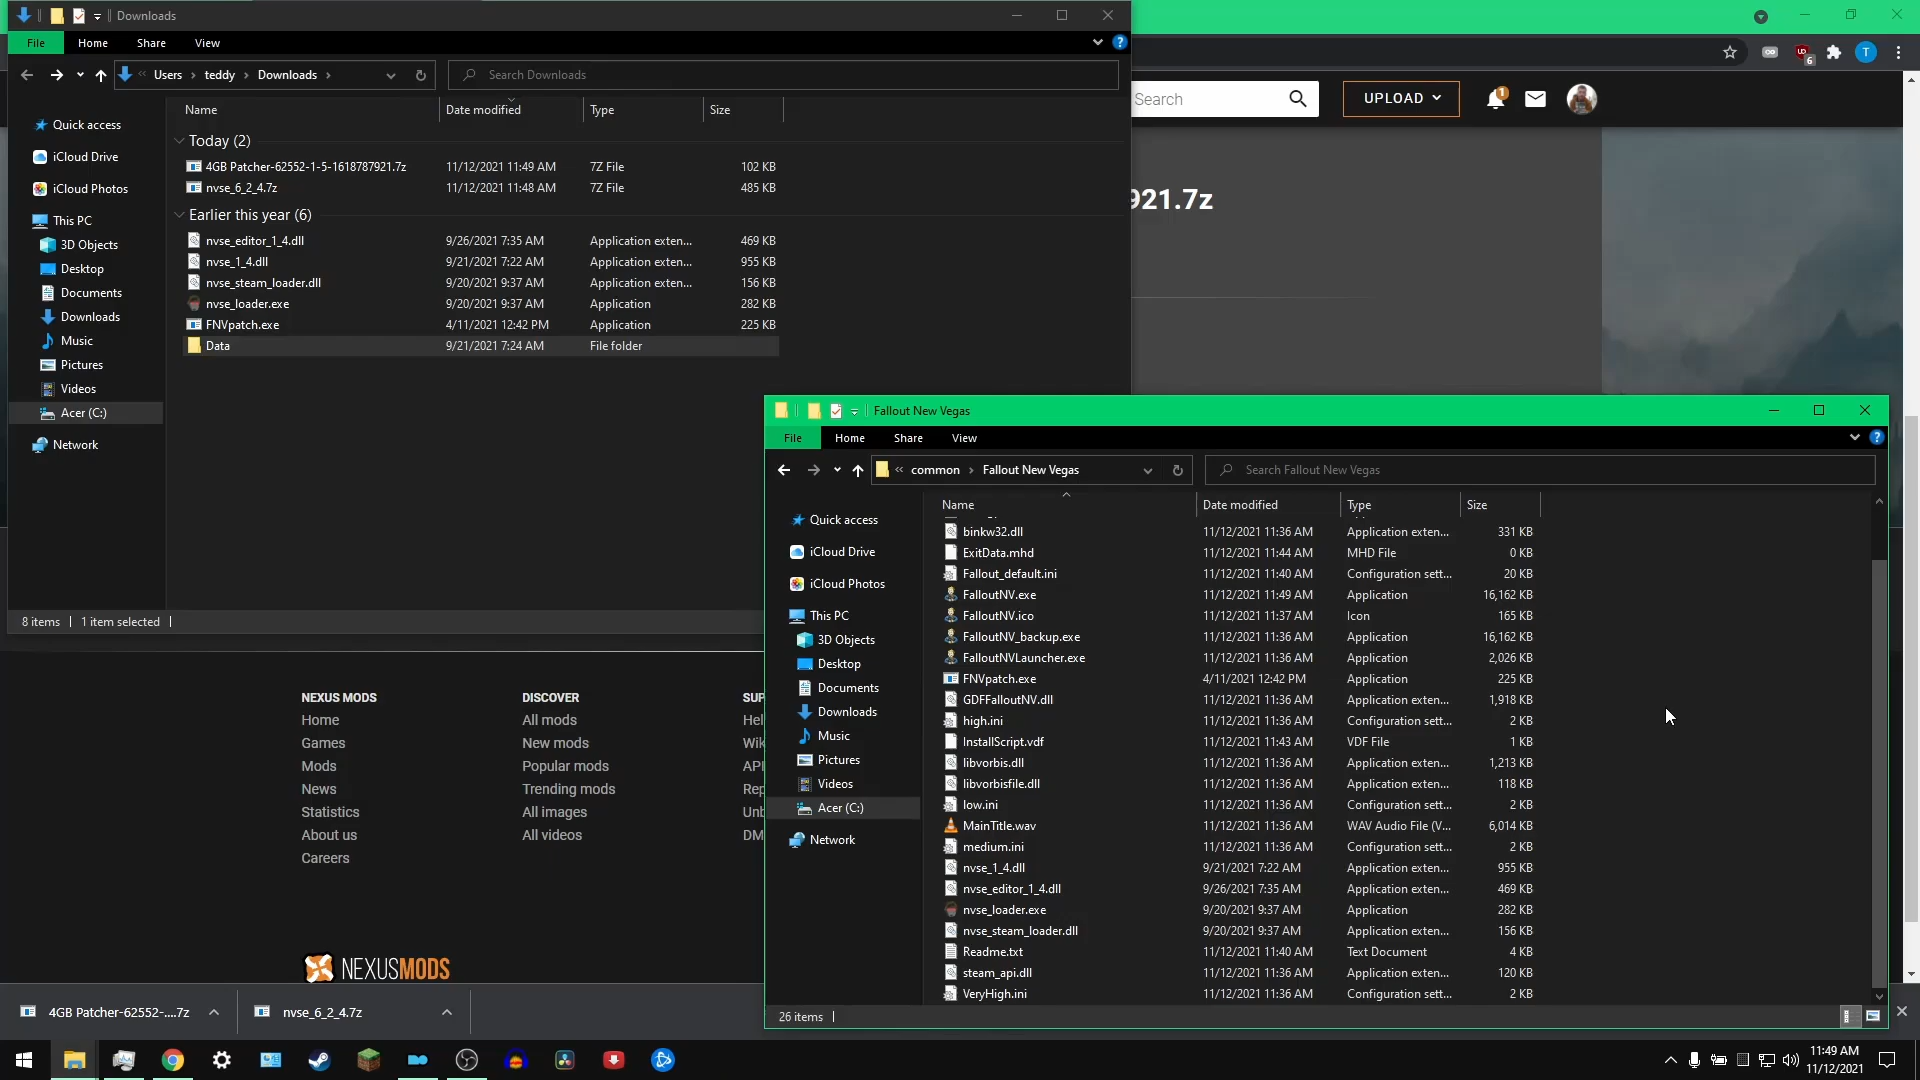 Downloads
File Home Share View
Users › teddy › Downloads ›
Search Downloads
Name Date modified Type Size
Today (2)
4GB Patcher-62552-1-5-1618787921.7z 11/12/2021 11:49 AM 7Z File 102 KB
nvse_6_2_4.7z 11/12/2021 11:48 AM 7Z File 485 KB
Earlier this year (6)
nvse_editor_1_4.dll 9/26/2021 7:35 AM Application exten... 469 KB
nvse_1_4.dll 9/21/2021 7:22 AM Application exten... 955 KB
nvse_steam_loader.dll 9/20/2021 9:37 AM Application exten... 156 KB
nvse_loader.exe 9/20/2021 9:37 AM Application 282 KB
FNVpatch.exe 4/11/2021 12:42 PM Application 225 KB
Data 9/21/2021 7:24 AM File folder
Quick access
iCloud Drive
iCloud Photos
This PC
3D Objects
Desktop
Documents
Downloads
Music
Pictures
Videos
Acer (C:)
Network
8 items 1 item selected
6
T
Search
UPLOAD
1
921.7z
Fallout New Vegas
File Home Share View
common › Fallout New Vegas
Search Fallout New Vegas
Name Date modified Type Size
binkw32.dll 11/12/2021 11:36 AM Application exten... 331 KB
ExitData.mhd 11/12/2021 11:44 AM MHD File 0 KB
Fallout_default.ini 11/12/2021 11:40 AM Configuration sett... 20 KB
FalloutNV.exe 11/12/2021 11:49 AM Application 16,162 KB
FalloutNV.ico 11/12/2021 11:37 AM Icon 165 KB
FalloutNV_backup.exe 11/12/2021 11:36 AM Application 16,162 KB
FalloutNVLauncher.exe 11/12/2021 11:36 AM Application 2,026 KB
FNVpatch.exe 4/11/2021 12:42 PM Application 225 KB
GDFFalloutNV.dll 11/12/2021 11:36 AM Application exten... 1,918 KB
high.ini 11/12/2021 11:36 AM Configuration sett... 2 KB
InstallScript.vdf 11/12/2021 11:43 AM VDF File 1 KB
libvorbis.dll 11/12/2021 11:36 AM Application exten... 1,213 KB
libvorbisfile.dll 11/12/2021 11:36 AM Application exten... 118 KB
low.ini 11/12/2021 11:36 AM Configuration sett... 2 KB
MainTitle.wav 11/12/2021 11:36 AM WAV Audio File (V... 6,014 KB
medium.ini 11/12/2021 11:36 AM Configuration sett... 2 KB
nvse_1_4.dll 9/21/2021 7:22 AM Application exten... 955 KB
nvse_editor_1_4.dll 9/26/2021 7:35 AM Application exten... 469 KB
nvse_loader.exe 9/20/2021 9:37 AM Application 282 KB
nvse_steam_loader.dll 9/20/2021 9:37 AM Application exten... 156 KB
Readme.txt 11/12/2021 11:40 AM Text Document 4 KB
steam_api.dll 11/12/2021 11:36 AM Application exten... 120 KB
VeryHigh.ini 11/12/2021 11:36 AM Configuration sett... 2 KB
Quick access
iCloud Drive
iCloud Photos
This PC
3D Objects
Desktop
Documents
Downloads
Music
Pictures
Videos
Acer (C:)
Network
26 items
NEXUS MODS
Home
Games
Mods
News
Statistics
About us
Careers
DISCOVER
All mods
New mods
Popular mods
Trending mods
All images
All videos
SUP
Hel
Wik
API
Rep
Unb
DM
NEXUSMODS
4GB Patcher-62552-....7z
nvse_6_2_4.7z
11:49 AM
11/12/2021